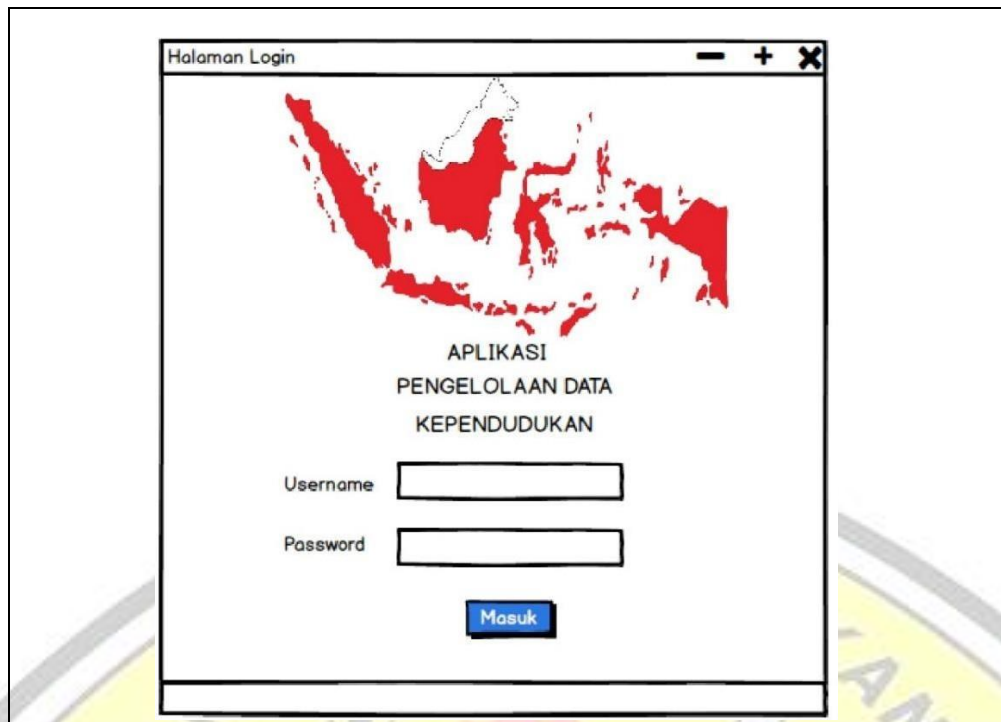 Halaman Login
APLIKASI
PENGELOLAAN DATA
KEPENDUDUKAN
Username
Password
Masuk